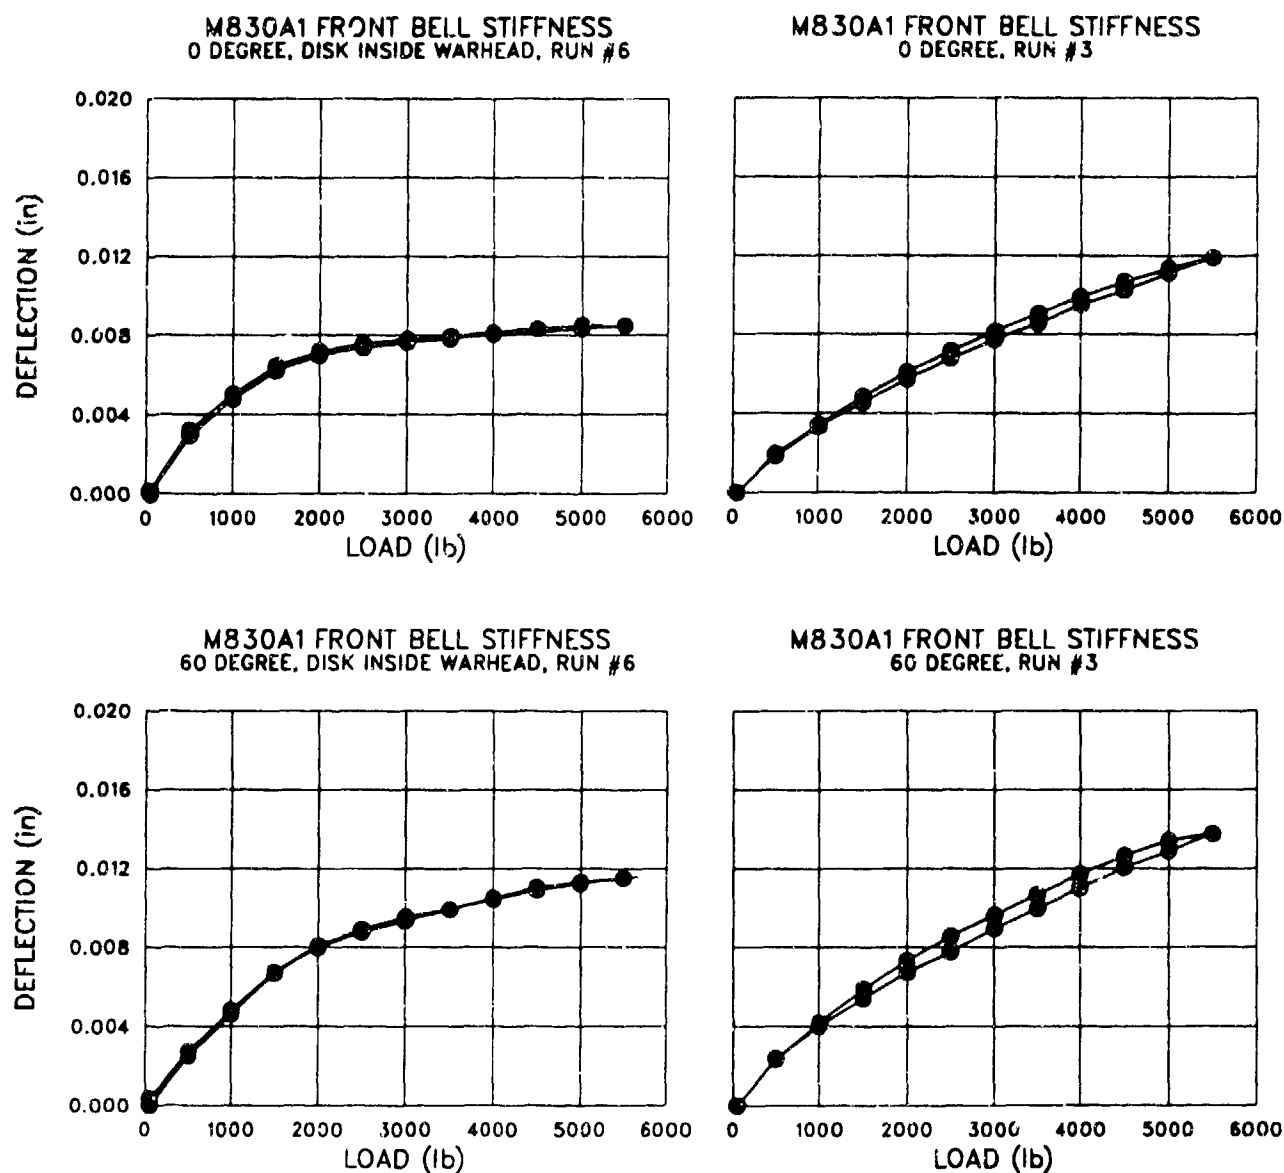 M830A1 FRONT BELL STIFFNESS
0 DEGREE, DISK INSIDE WARHEAD, RUN #6
0.020
0.016
0.012
0.008
0.004
0.000
DEFLECTION (in)
0 1000 2000 3000 4000 5000 6000
LOAD (lb)
M830A1 FRONT BELL STIFFNESS
0 DEGREE, RUN #3
0 1000 2000 3000 4000 5000 6000
LOAD (lb)
M830A1 FRONT BELL STIFFNESS
60 DEGREE, DISK INSIDE WARHEAD, RUN #6
0.020
0.016
0.012
0.008
0.004
0.000
DEFLECTION (in)
0 1000 2000 3000 4000 5000 6000
LOAD (lb)
M830A1 FRONT BELL STIFFNESS
60 DEGREE, RUN #3
0 1000 2000 3000 4000 5000 6000
LOAD (lb)